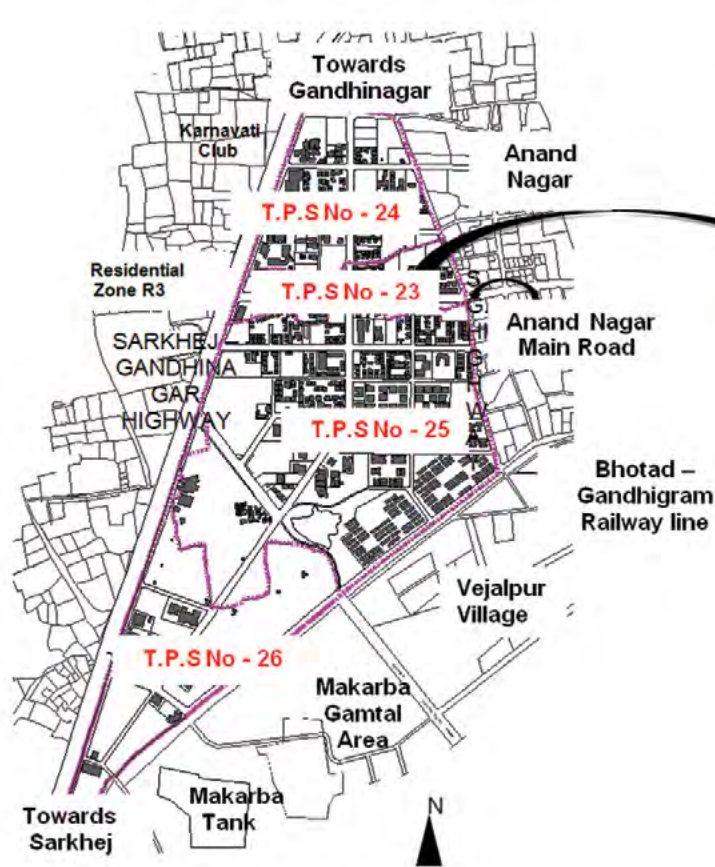 Towards
Gandhinagar
Karnavati
Club
Anand
Nagar
T.P.S No - 24
Residential
Zone R3
T.P.S No - 23
SARKHEJ
GANDHINA
GAR
HIGHWAY
Anand Nagar
Main Road
T.P.S No - 25
Bhotad –
Gandhigram
Railway line
Vejalpur
Village
T.P.S No - 26
Makarba
Gamtal
Area
Makarba
Tank
Towards
Sarkhej
N